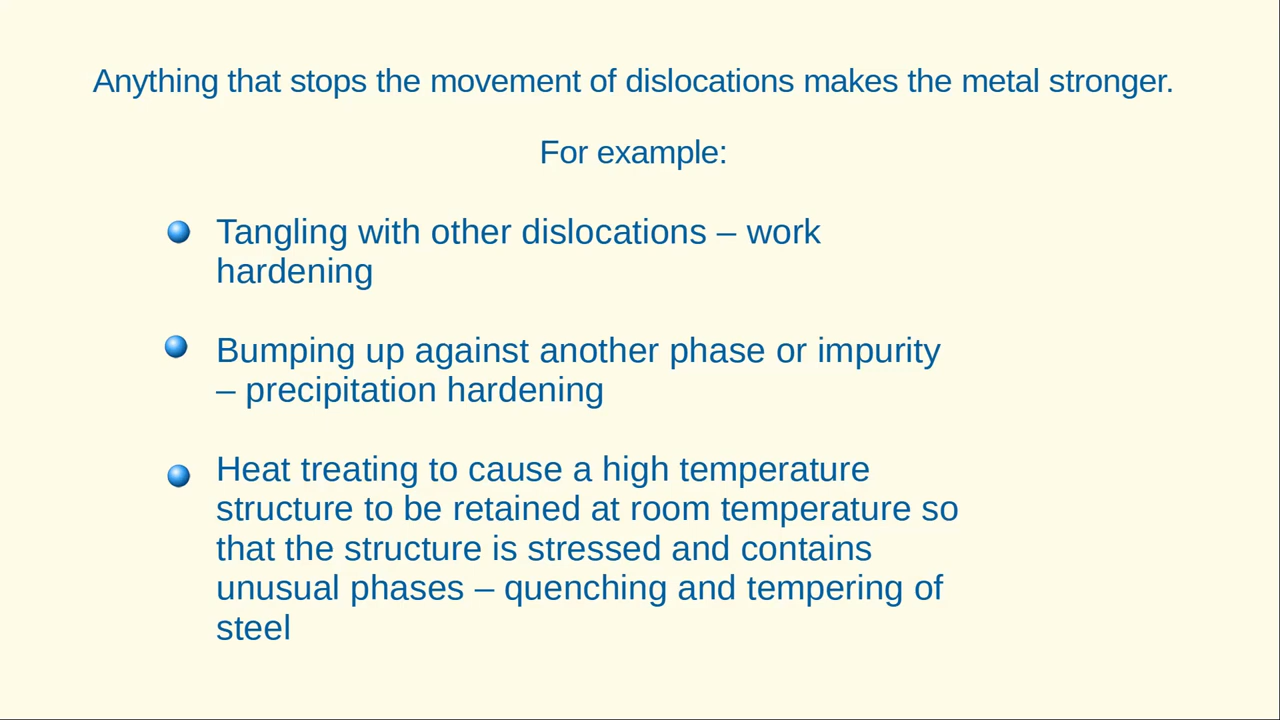 Anything that stops the movement of dislocations makes the metal stronger.
For example:
Tangling with other dislocations – work
hardening
Bumping up against another phase or impurity
– precipitation hardening
Heat treating to cause a high temperature
structure to be retained at room temperature so
that the structure is stressed and contains
unusual phases – quenching and tempering of
steel